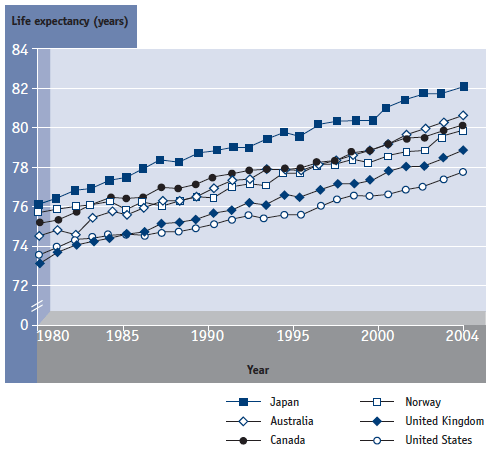 Life expectancy (years)
84
82
80
78
76
74
72
0
1980 1985 1990 1995 2000 2004
Year
Japan Norway
Australia United Kingdom
Canada United States